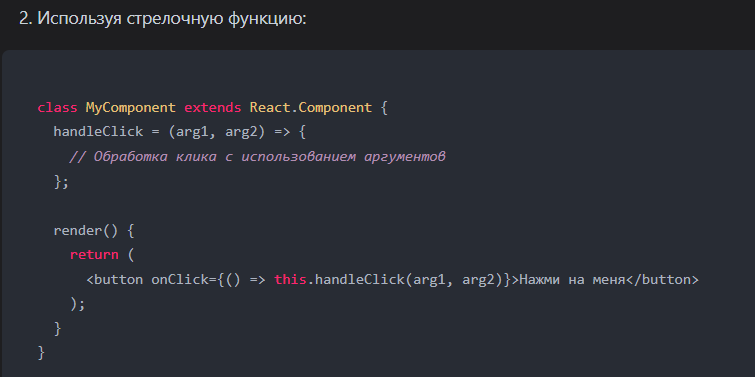 2. Используя стрелочную функцию:
class MyComponent extends React.Component {
  handleClick = (arg1, arg2) => {
    // Обработка клика с использованием аргументов
  };
  render() {
    return (
      <button onClick={() => this.handleClick(arg1, arg2)}>Нажми на меня</button>
    );
  }
}